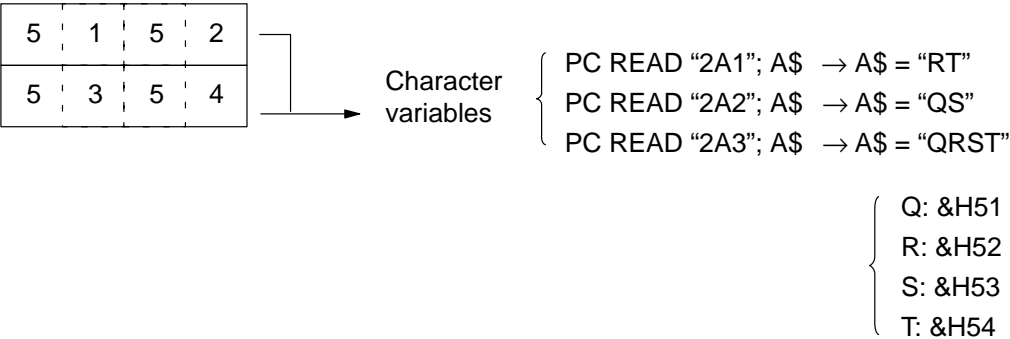 5 1 5 2
5 3 5 4
Character
variables
PC READ “2A1”; A$ → A$ = “RT”
PC READ “2A2”; A$ → A$ = “QS”
PC READ “2A3”; A$ → A$ = “QRST”
Q: &H51
R: &H52
S: &H53
T: &H54